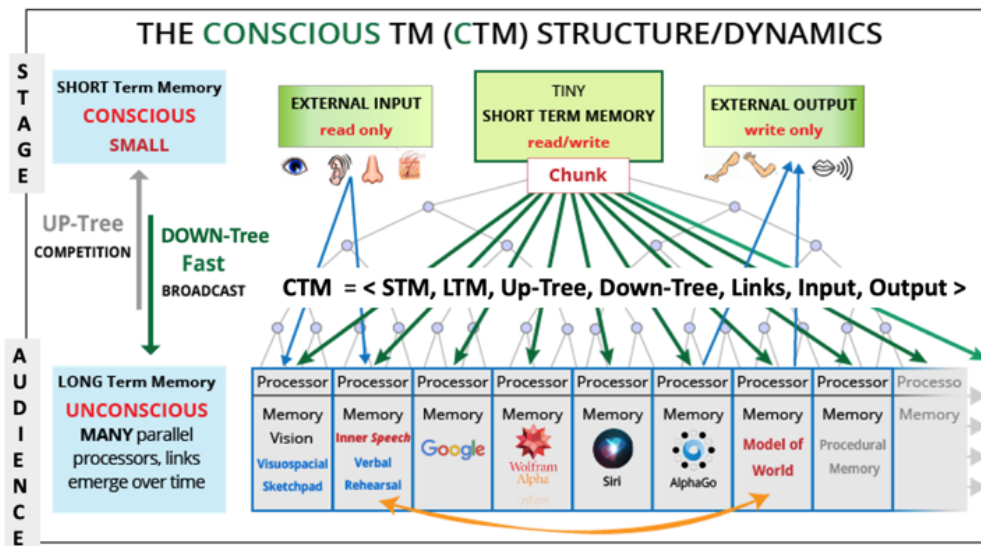 THE CONSCIOUS TM (CTM) STRUCTURE/DYNAMICS
STAGE
SHORT Term Memory
CONSCIOUS
SMALL
EXTERNAL INPUT
read only
TINY
SHORT TERM MEMORY
read/write
Chunk
EXTERNAL OUTPUT
write only
UP-Tree
COMPETITION
DOWN-Tree
Fast
BROADCAST
CTM = < STM, LTM, Up-Tree, Down-Tree, Links, Input, Output >
AUDIENCE
LONG Term Memory
UNCONSCIOUS
MANY parallel
processors, links
emerge over time
Processor
Memory
Vision
Visuospacial
Sketchpad
Processor
Memory
Inner Speech
Verbal
Rehearsal
Processor
Memory
Google
Processor
Memory
Wolfram
Alpha
Processor
Memory
Siri
Processor
Memory
AlphaGo
Processor
Memory
Model of
World
Processor
Memory
Procedural
Memory
Processo
Memory